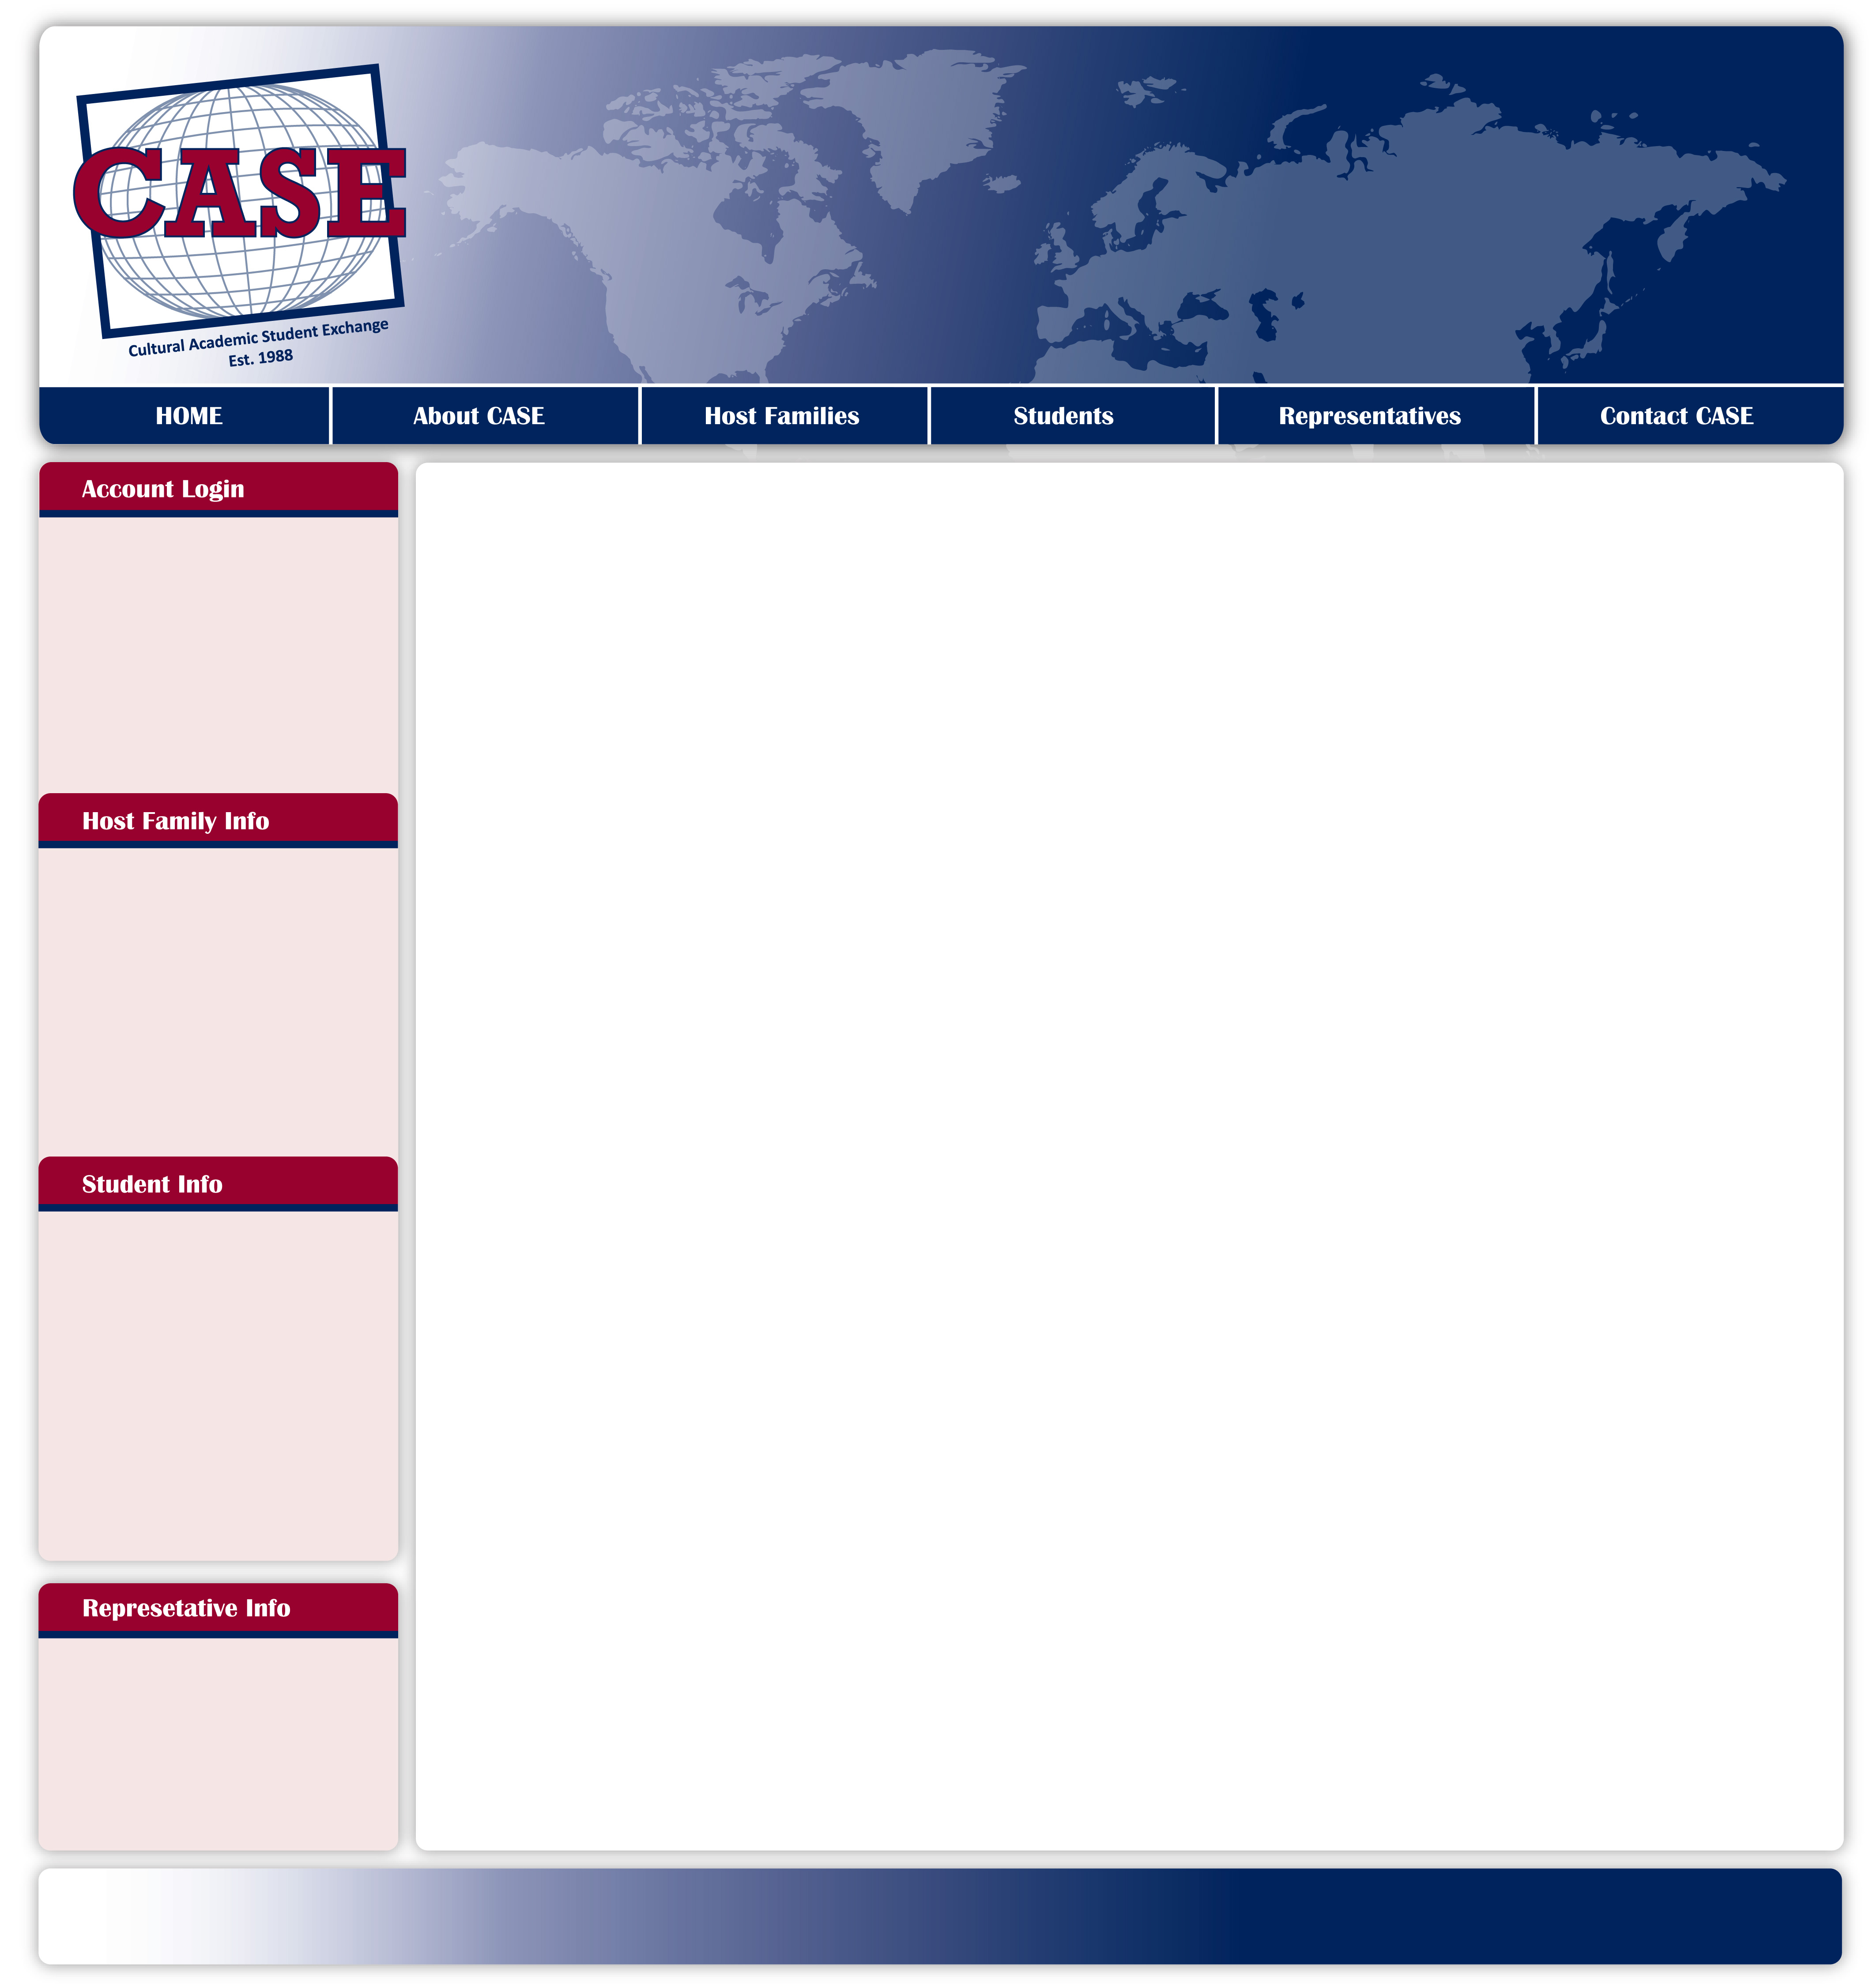 CASE
Cultural Academic Student Exchange
Est. 1988
HOME About CASE Host Families Students Representatives Contact CASE
Account Login
Host Family Info
Student Info
Represetative Info